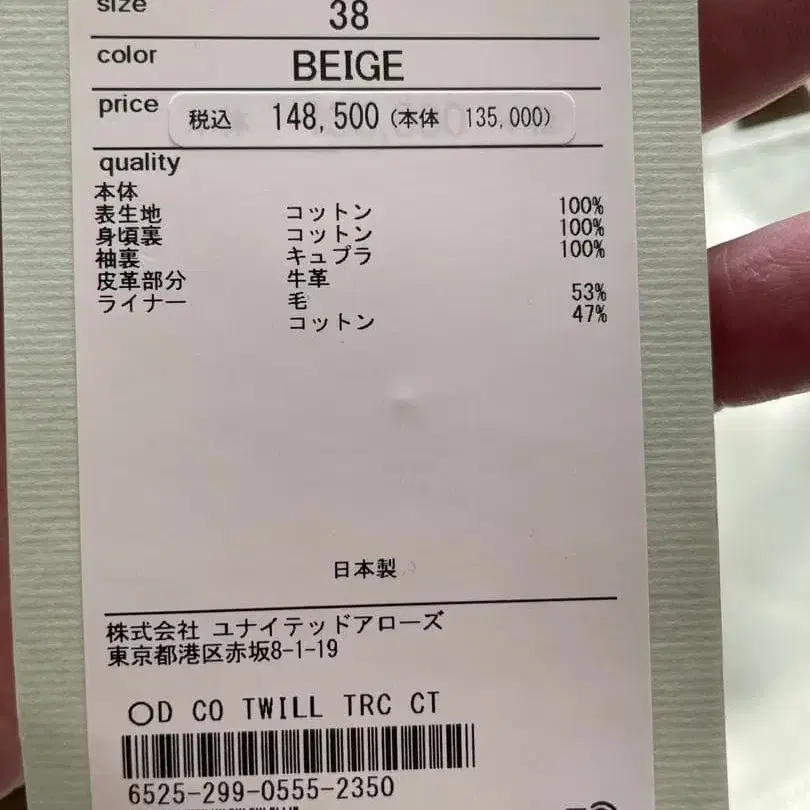 size 38
color BEIGE
price 税込 148,500 (本体 135,000)
quality
本体
表生地 コットン 100%
身頃裏 コットン 100%
袖裏 キュプラ 100%
皮革部分 牛革
ライナー 毛 53%
コットン 47%
日本製
株式会社 ユナイテッドアローズ
東京都港区赤坂8-1-19
○D CO TWILL TRC CT
6525-299-0555-2350